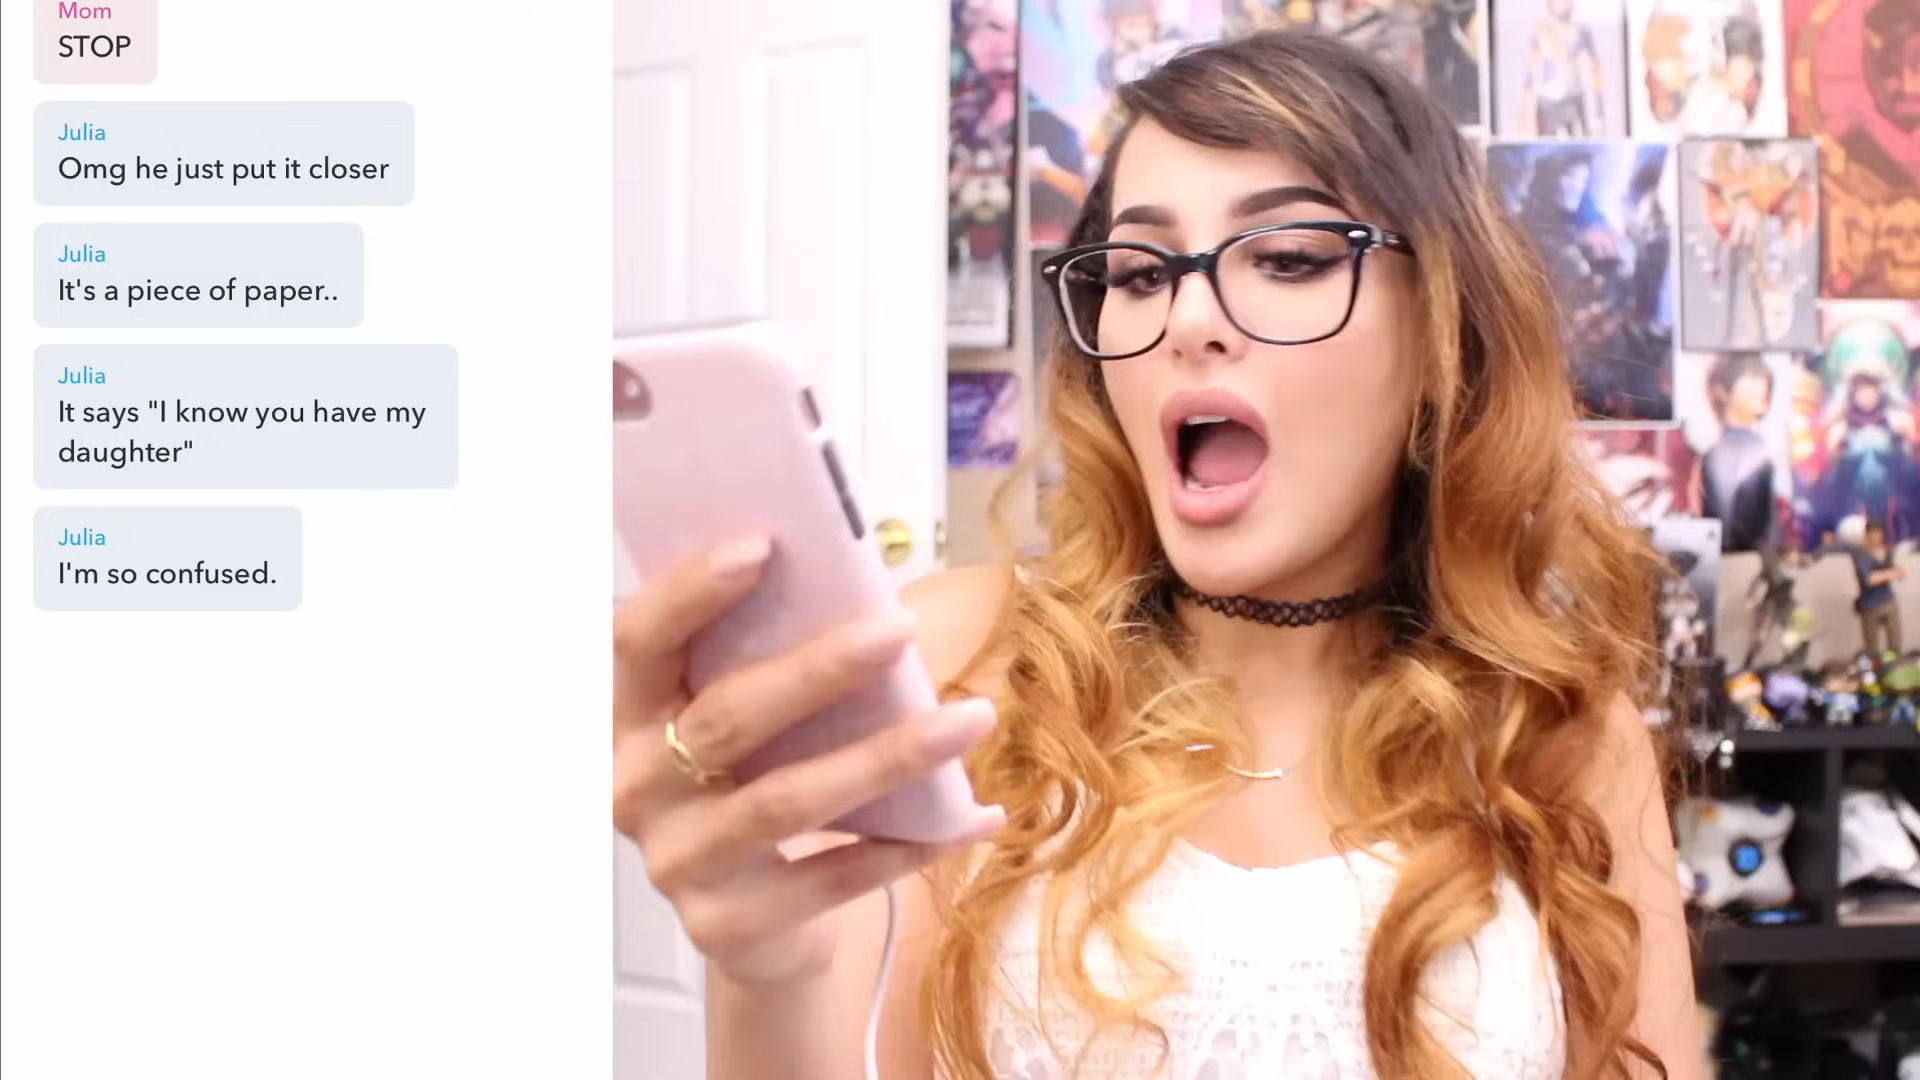 Mom
STOP
Julia
Omg he just put it closer
Julia
It's a piece of paper..
Julia
It says "I know you have my
daughter"
Julia
I'm so confused.